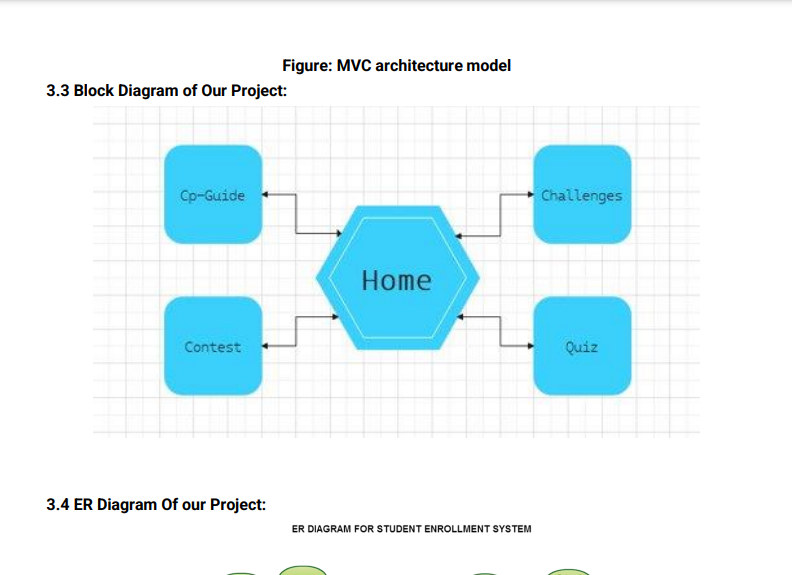 Figure: MVC architecture model
3.3 Block Diagram of Our Project:
Cp-Guide
Challenges
Home
Contest
Quiz
3.4 ER Diagram Of our Project:
ER DIAGRAM FOR STUDENT ENROLLMENT SYSTEM